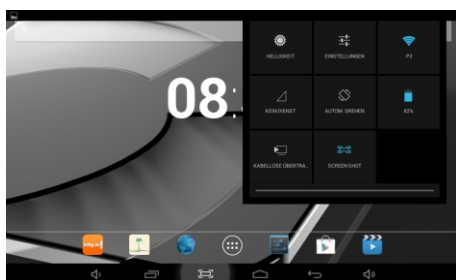 HELLIGKEIT
EINSTELLUNGEN
P2
08:
KEIN DIENST
AUTOM. DREHEN
83%
KABELLOSE ÜBERTRA...
SCREENSHOT